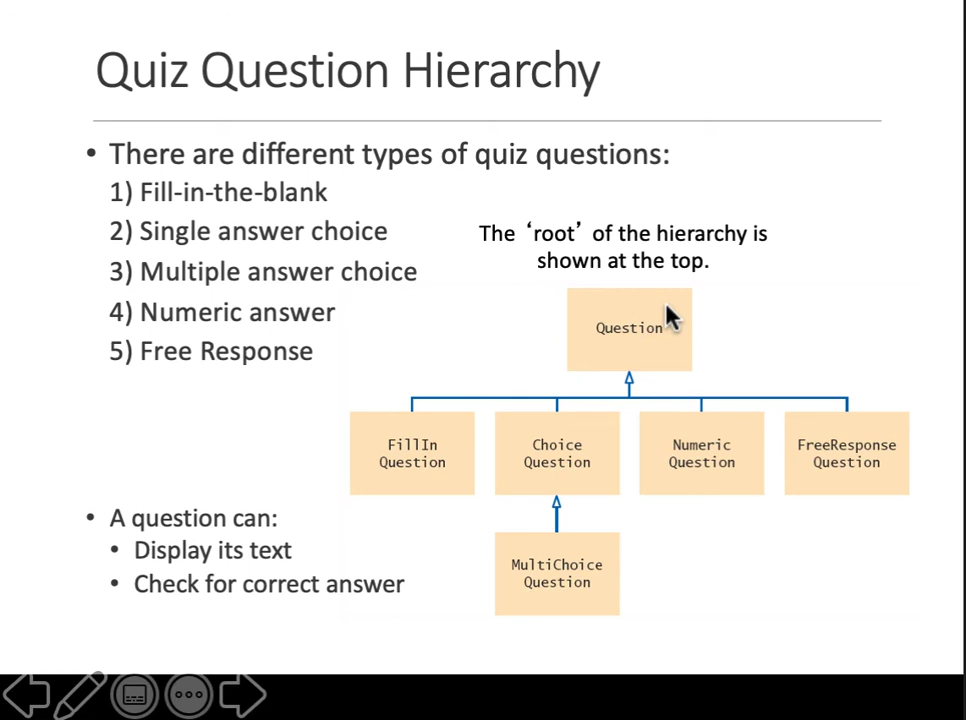 Quiz Question Hierarchy
• There are different types of quiz questions:
1) Fill-in-the-blank
2) Single answer choice
3) Multiple answer choice
4) Numeric answer
5) Free Response
The ‘root’ of the hierarchy is
shown at the top.
Question
FillIn
Question
Choice
Question
Numeric
Question
FreeResponse
Question
MultiChoice
Question
• A question can:
• Display its text
• Check for correct answer